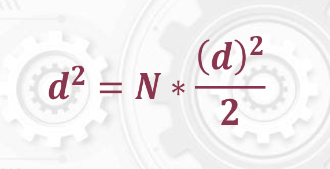 d² = N * (d)²/2